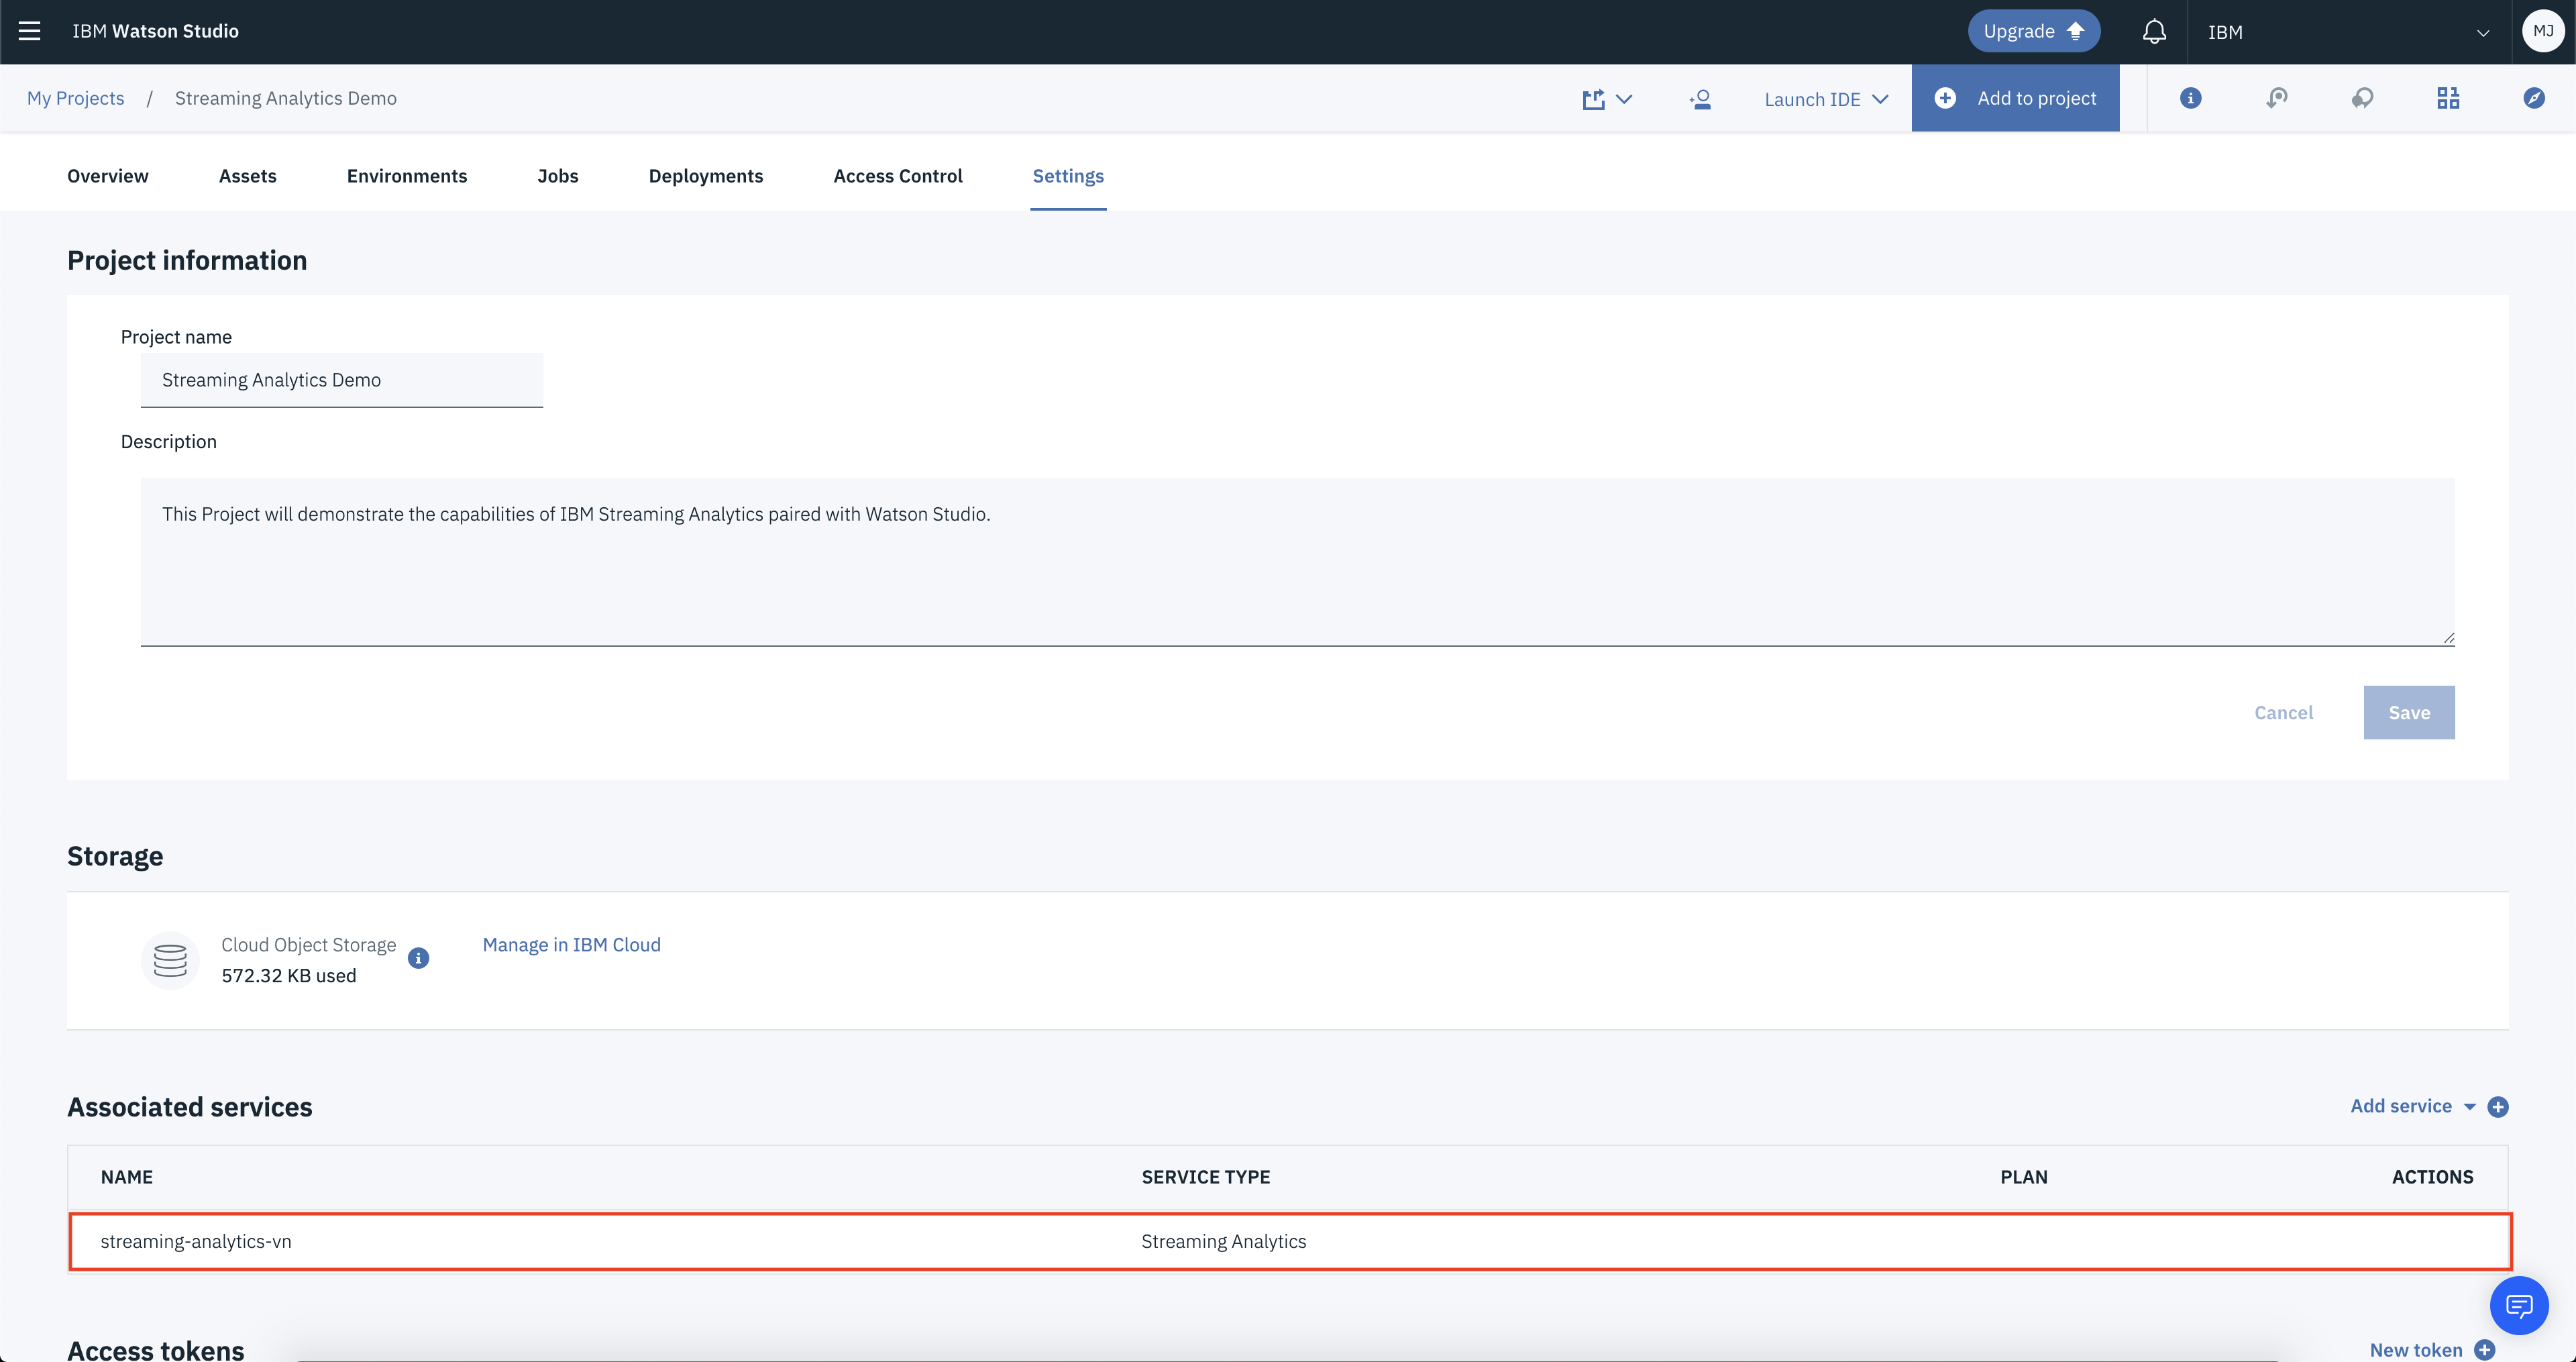 IBM Watson Studio
Upgrade
IBM
MJ
My Projects / Streaming Analytics Demo
Launch IDE
Add to project
Overview
Assets
Environments
Jobs
Deployments
Access Control
Settings
Project information
Project name
Streaming Analytics Demo
Description
This Project will demonstrate the capabilities of IBM Streaming Analytics paired with Watson Studio.
Cancel
Save
Storage
Cloud Object Storage
572.32 KB used
Manage in IBM Cloud
Associated services
Add service
NAME
SERVICE TYPE
PLAN
ACTIONS
streaming-analytics-vn
Streaming Analytics
Access tokens
New token